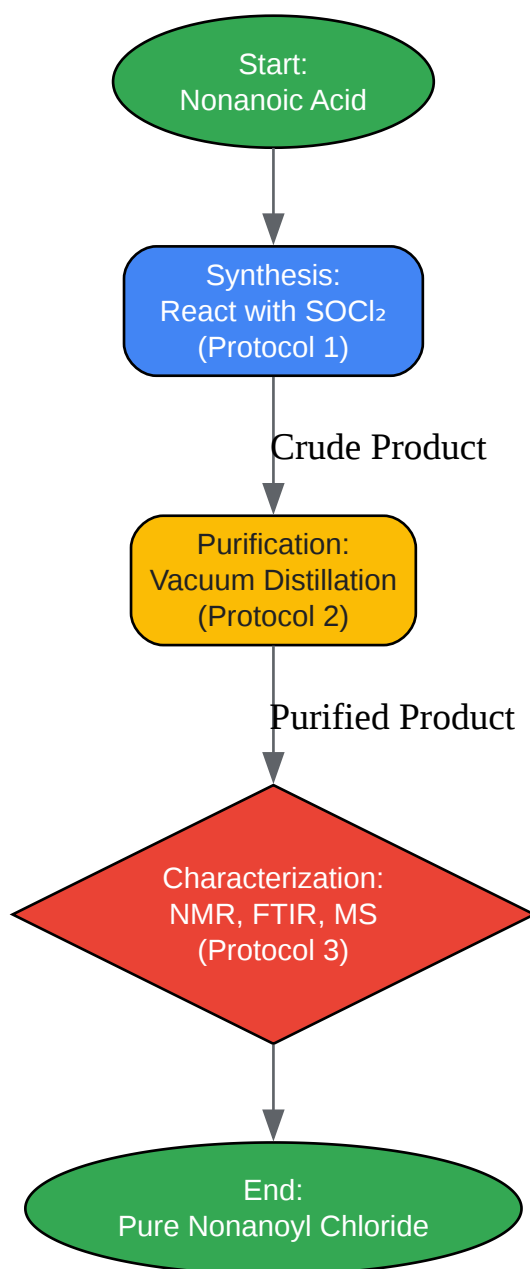 Start:
Nonanoic Acid
Synthesis:
React with SOCl₂
(Protocol 1)
Crude Product
Purification:
Vacuum Distillation
(Protocol 2)
Purified Product
Characterization:
NMR, FTIR, MS
(Protocol 3)
End:
Pure Nonanoyl Chloride